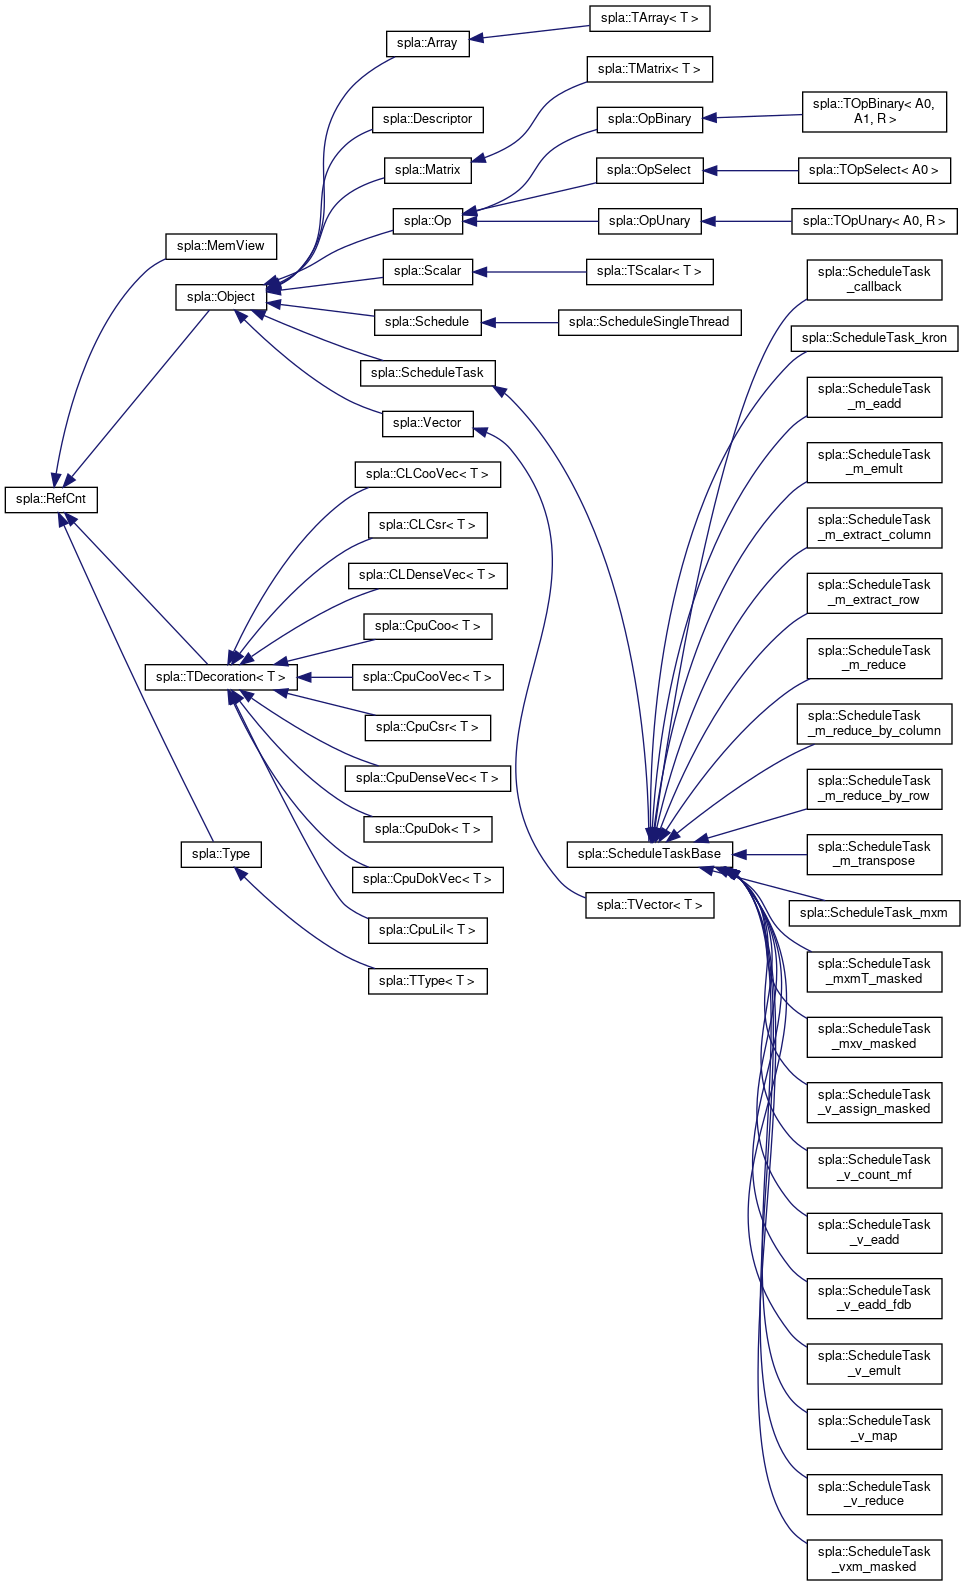 spla::TArray< T >
spla::Array
spla::TMatrix< T >
spla::TOpBinary< A0,
A1, R >
spla::Descriptor
spla::OpBinary
spla::Matrix
spla::OpSelect
spla::TOpSelect< A0 >
spla::Op
spla::OpUnary
spla::TOpUnary< A0, R >
spla::MemView
spla::Scalar
spla::TScalar< T >
spla::ScheduleTask
_callback
spla::Object
spla::Schedule
spla::ScheduleSingleThread
spla::ScheduleTask_kron
spla::ScheduleTask
spla::ScheduleTask
_m_eadd
spla::Vector
spla::ScheduleTask
_m_emult
spla::CLCooVec< T >
spla::RefCnt
spla::CLCsr< T >
spla::ScheduleTask
_m_extract_column
spla::CLDenseVec< T >
spla::ScheduleTask
_m_extract_row
spla::CpuCoo< T >
spla::ScheduleTask
_m_reduce
spla::TDecoration< T >
spla::CpuCooVec< T >
spla::CpuCsr< T >
spla::ScheduleTask
_m_reduce_by_column
spla::CpuDenseVec< T >
spla::ScheduleTask
_m_reduce_by_row
spla::CpuDok< T >
spla::Type
spla::ScheduleTaskBase
spla::ScheduleTask
_m_transpose
spla::CpuDokVec< T >
spla::TVector< T >
spla::ScheduleTask_mxm
spla::CpuLil< T >
spla::ScheduleTask
_mxmT_masked
spla::TType< T >
spla::ScheduleTask
_mxv_masked
spla::ScheduleTask
_v_assign_masked
spla::ScheduleTask
_v_count_mf
spla::ScheduleTask
_v_eadd
spla::ScheduleTask
_v_eadd_fdb
spla::ScheduleTask
_v_emult
spla::ScheduleTask
_v_map
spla::ScheduleTask
_v_reduce
spla::ScheduleTask
_vxm_masked